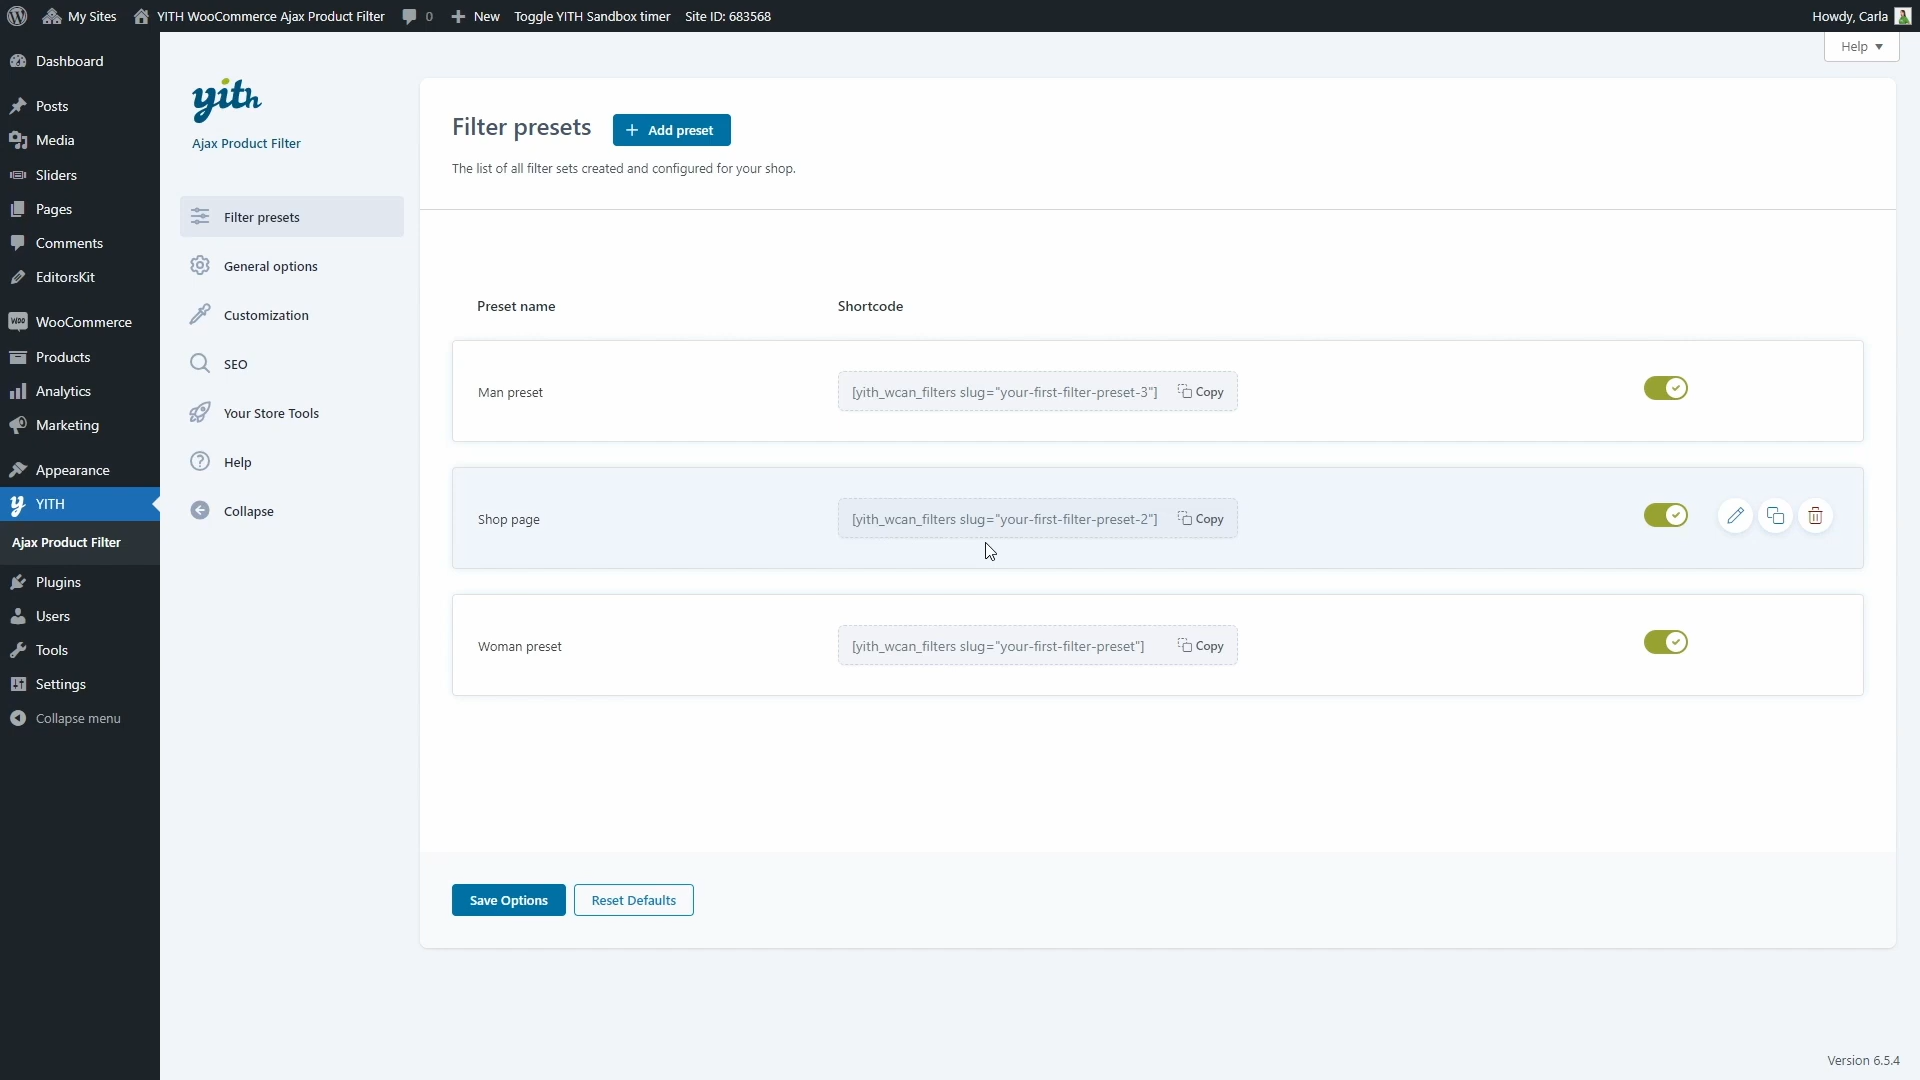 My Sites
YITH WooCommerce Ajax Product Filter
0
New
Toggle YITH Sandbox timer
Site ID: 683568
Howdy, Carla
Help
Dashboard
Posts
Media
Sliders
Pages
Comments
EditorsKit
WooCommerce
Products
Analytics
Marketing
Appearance
YITH
Ajax Product Filter
Plugins
Users
Tools
Settings
Collapse menu
yith
Ajax Product Filter
Filter presets
General options
Customization
SEO
Your Store Tools
Help
Collapse
Filter presets
Add preset
The list of all filter sets created and configured for your shop.
Preset name
Shortcode
Man preset
[yith_wcan_filters slug="your-first-filter-preset-3"]
Copy
Shop page
[yith_wcan_filters slug="your-first-filter-preset-2"]
Copy
Woman preset
[yith_wcan_filters slug="your-first-filter-preset"]
Copy
Save Options
Reset Defaults
Version 6.5.4